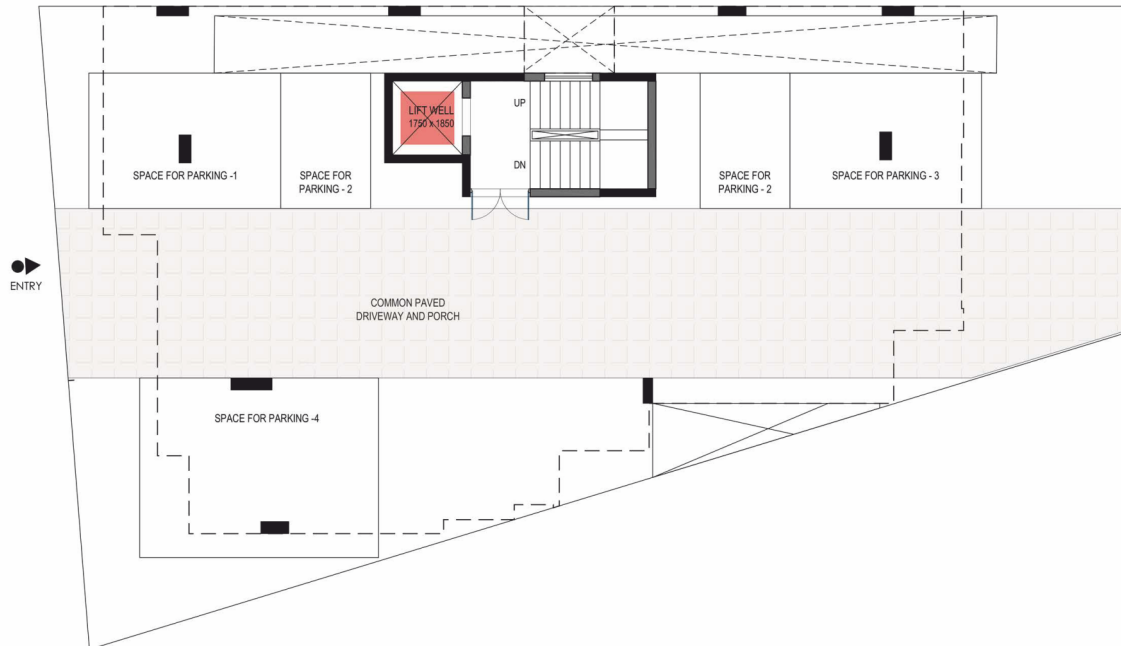 LIFT WELL
1750 x 1850
UP
DN
SPACE FOR PARKING -1
SPACE FOR
PARKING - 2
SPACE FOR
PARKING - 2
SPACE FOR PARKING - 3
ENTRY
COMMON PAVED
DRIVEWAY AND PORCH
SPACE FOR PARKING -4